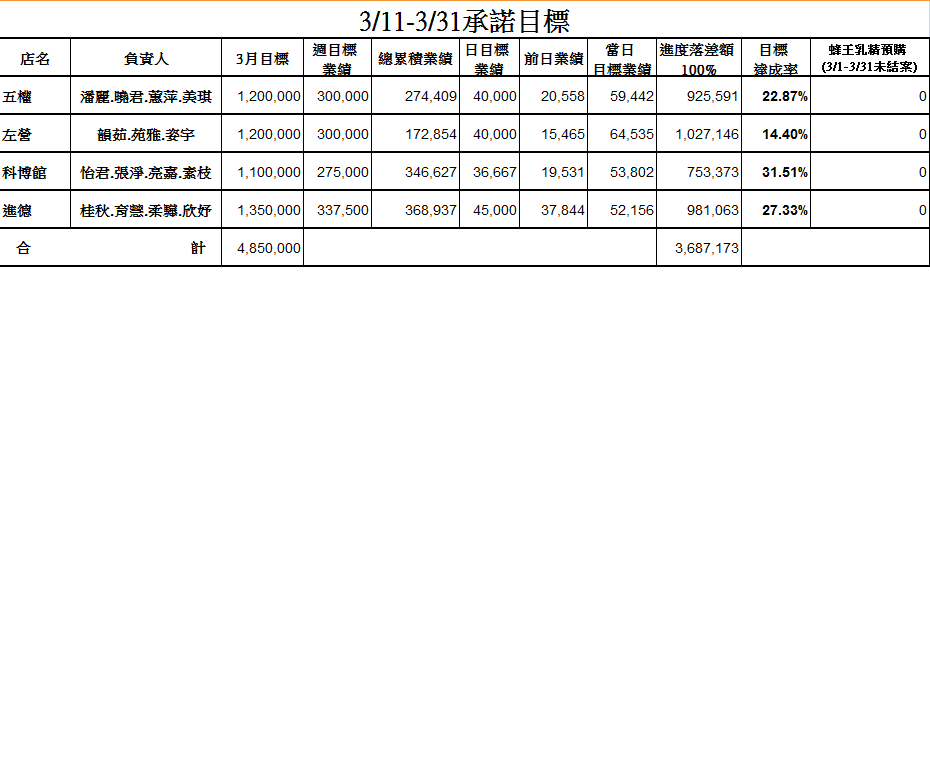 3/11-3/31承諾目標
店名 負責人 3月目標 週目標業績 總累積業績 日目標業績 前日業績 當日目標業績 進度落差額100% 目標達成率 蜂王乳精預購(3/1-3/31未結案)
五權 潘麗.曉君.蕙萍.美琪 1,200,000 300,000 274,409 40,000 20,558 59,442 925,591 22.87% 0
左營 韻茹.苑雅.姿宇 1,200,000 300,000 172,854 40,000 15,465 64,535 1,027,146 14.40% 0
科博館 怡君.張淨.亮嘉.素枝 1,100,000 275,000 346,627 36,667 19,531 53,802 753,373 31.51% 0
進德 桂秋.育慧.柔驊.欣妤 1,350,000 337,500 368,937 45,000 37,844 52,156 981,063 27.33% 0
合 計 4,850,000 3,687,173